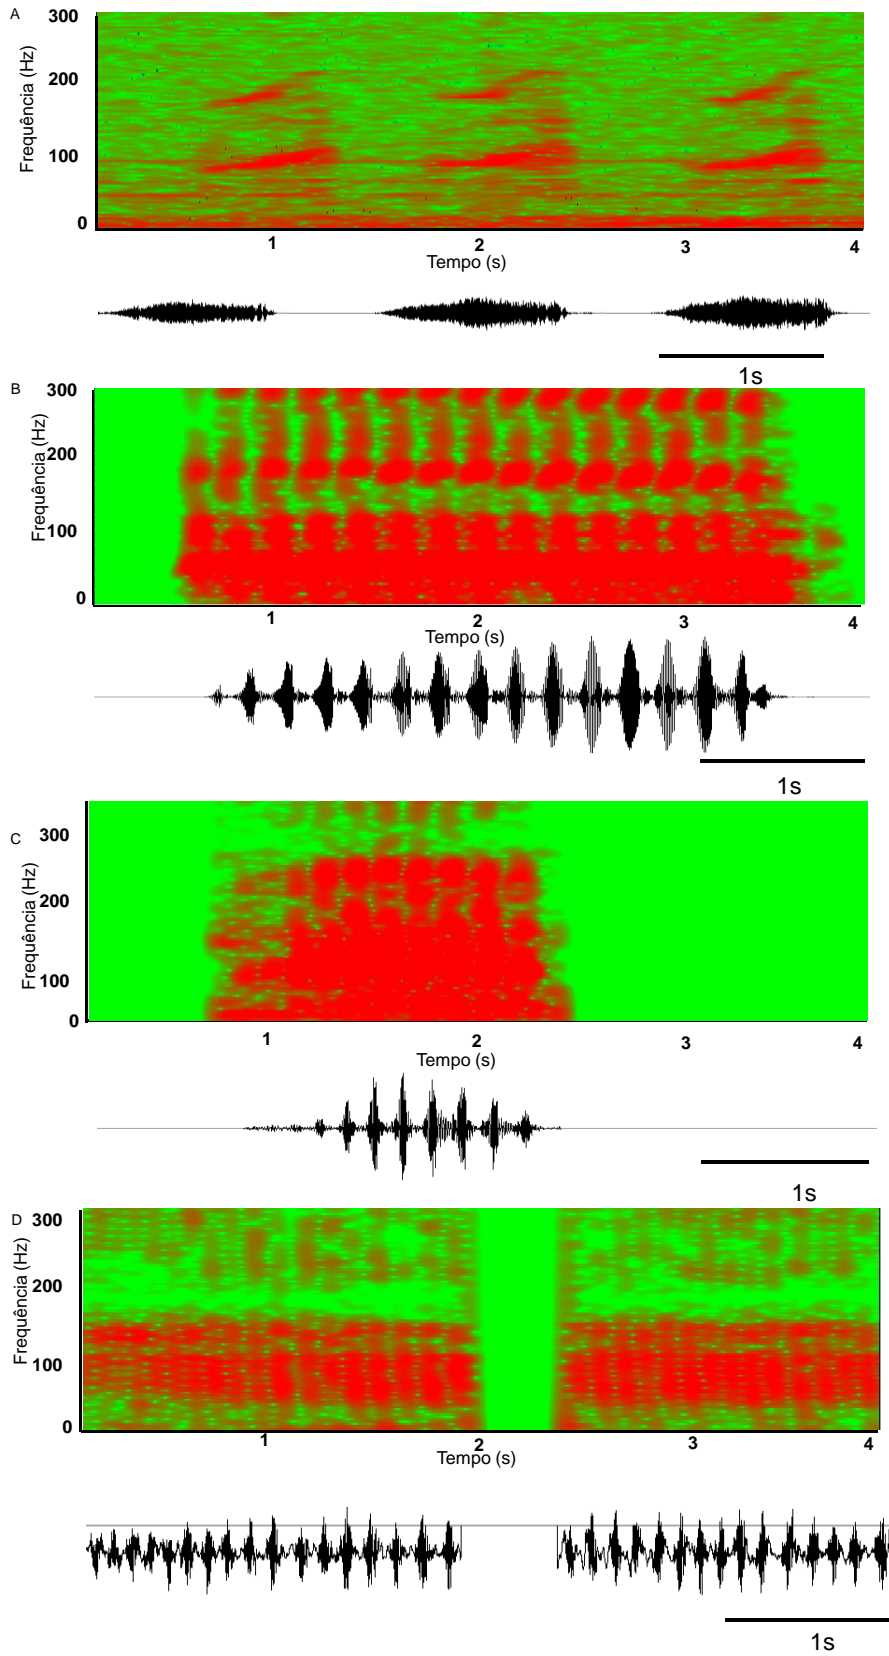 A
300
200
100
0
Frequência (Hz)
1 2 3 4
Tempo (s)
1s
B
300
200
100
0
Frequência (Hz)
1 2 3 4
Tempo (s)
1s
C
300
200
100
0
Frequência (Hz)
1 2 3 4
Tempo (s)
1s
D
300
200
100
0
Frequência (Hz)
1 2 3 4
Tempo (s)
1s